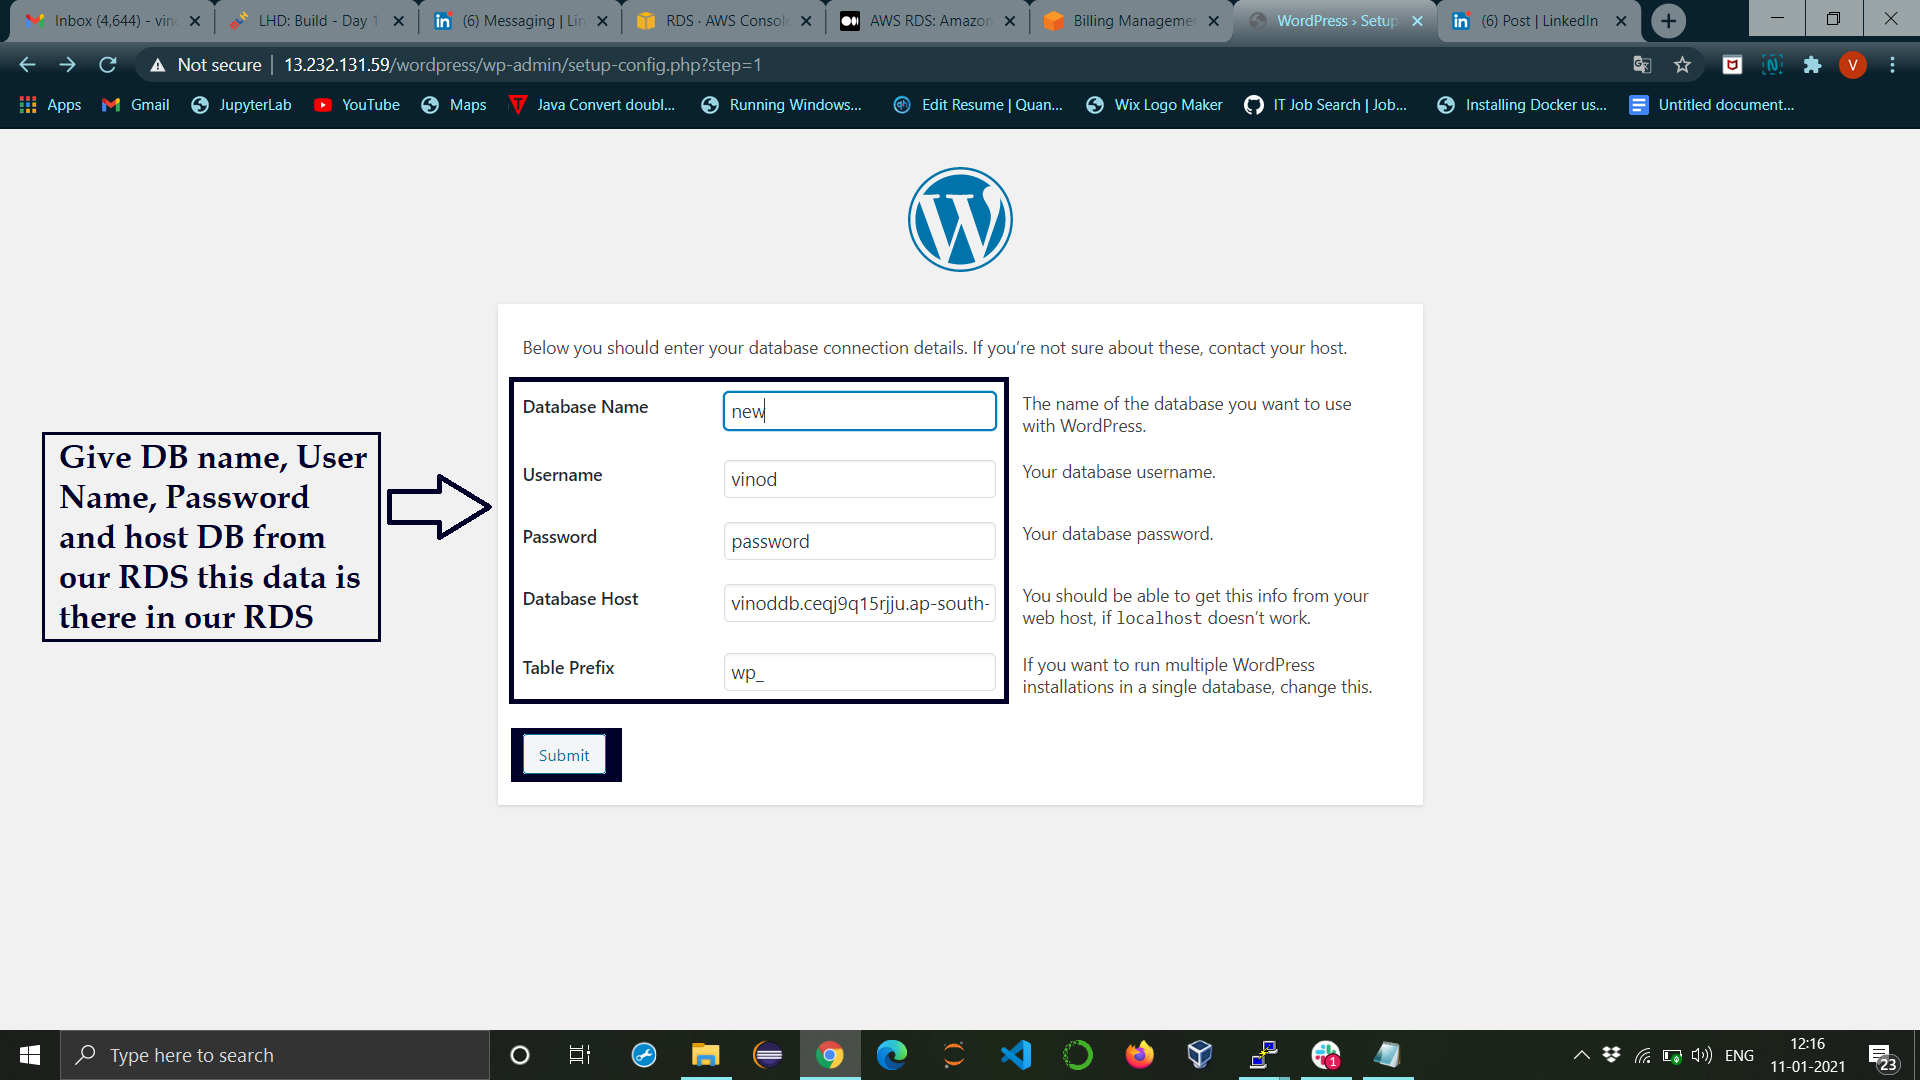 Inbox (4,644) - vin
LHD: Build - Day 1
(6) Messaging | Lin
RDS · AWS Consol
AWS RDS: Amazon
Billing Manageme
WordPress › Setup
(6) Post | LinkedIn
Not secure | 13.232.131.59/wordpress/wp-admin/setup-config.php?step=1
V
Apps
Gmail
JupyterLab
YouTube
Maps
Java Convert doubl...
Running Windows...
Edit Resume | Quan...
Wix Logo Maker
IT Job Search | Job...
Installing Docker us...
Untitled document...
Below you should enter your database connection details. If you’re not sure about these, contact your host.
Database Name
new
The name of the database you want to use
with WordPress.
Username
vinod
Your database username.
Password
password
Your database password.
Database Host
vinoddb.ceqj9q15rjju.ap-south-
You should be able to get this info from your
web host, if localhost doesn’t work.
Table Prefix
wp_
If you want to run multiple WordPress
installations in a single database, change this.
Submit
Give DB name, User
Name, Password
and host DB from
our RDS this data is
there in our RDS
Type here to search
1
ENG
12:16
11-01-2021
23